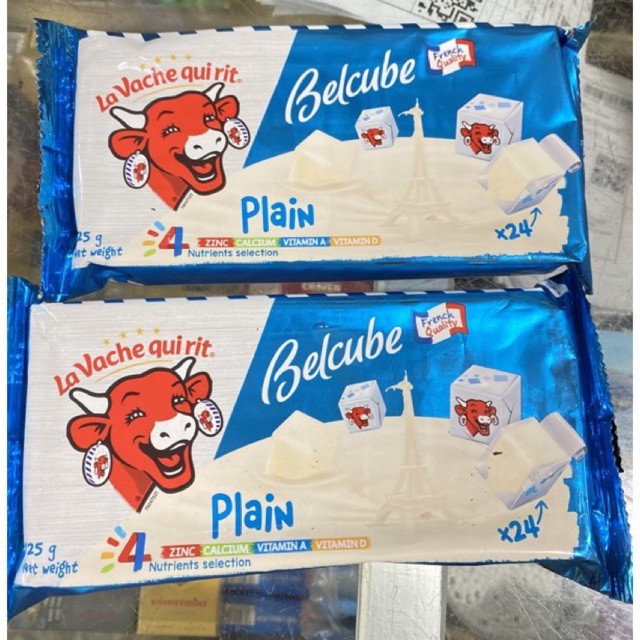 La Vache qui rit
Belcube
French
Quality
Plain
x24
25 g
Net weight
4
ZINC CALCIUM VITAMIN A VITAMIN D
Nutrients selection
La Vache qui rit
Belcube
French
Quality
Plain
x24
25 g
Net weight
4
ZINC CALCIUM VITAMIN A VITAMIN D
Nutrients selection